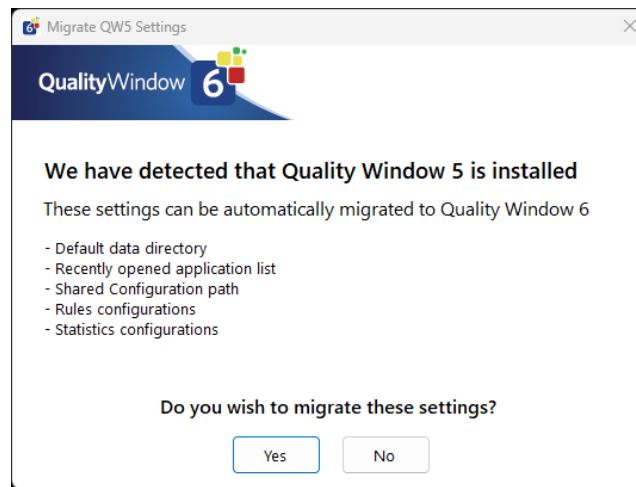 6 Migrate QW5 Settings
QualityWindow 6
We have detected that Quality Window 5 is installed
These settings can be automatically migrated to Quality Window 6
- Default data directory
- Recently opened application list
- Shared Configuration path
- Rules configurations
- Statistics configurations
Do you wish to migrate these settings?
Yes No